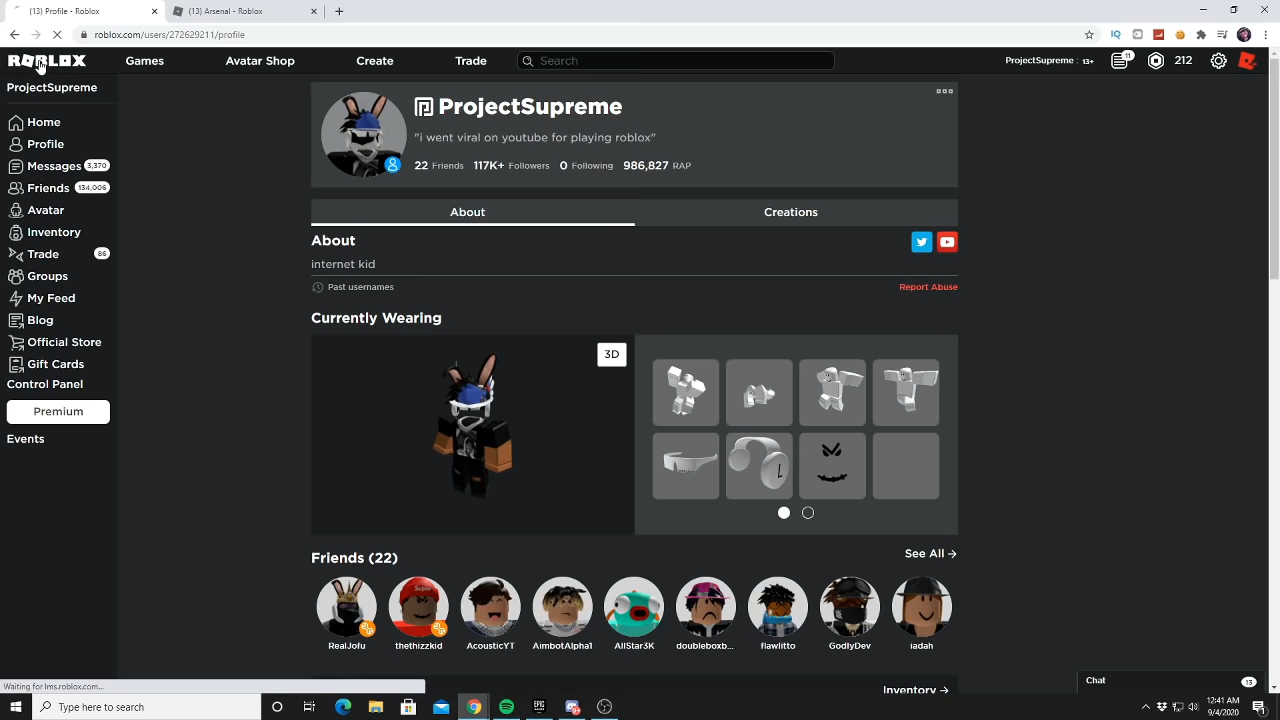 (13) Profile - Roblox
(13) Arsenal - Roblox
roblox.com/users/272629211/profile
IQ
ROBLOX
Games
Avatar Shop
Create
Trade
Search
ProjectSupreme : 13+
11
212
ProjectSupreme
Home
Profile
Messages 3,370
Friends 134,006
Avatar
Inventory
Trade 86
Groups
My Feed
Blog
Official Store
Gift Cards
Control Panel
Premium
Events
ProjectSupreme
"i went viral on youtube for playing roblox"
22 Friends 117K+ Followers 0 Following 986,827 RAP
About
Creations
About
internet kid
Past usernames
Report Abuse
Currently Wearing
3D
Friends (22)
See All
RealJofu
thethizzkid
AcousticYT
AimbotAlpha1
AllStar3K
doubleboxb...
flawlitto
GodlyDev
iadah
Inventory
Chat
13
Waiting for lms.roblox.com...
Type here to search
EPIC
12:41 AM
9/4/2020
1